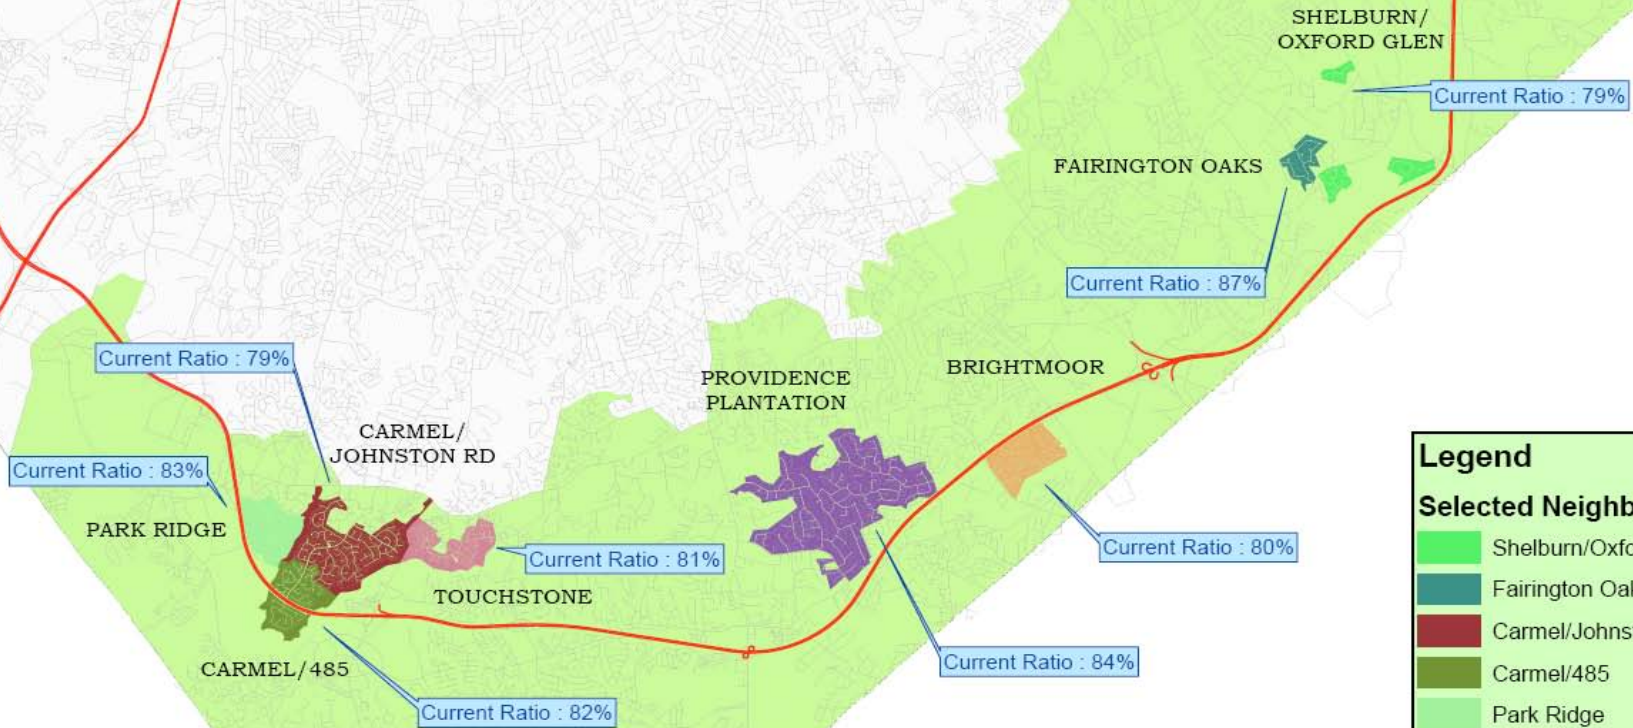 SHELBURN/
OXFORD GLEN
Current Ratio : 79%
FAIRINGTON OAKS
Current Ratio : 87%
Current Ratio : 79%
BRIGHTMOOR
PROVIDENCE
PLANTATION
CARMEL/
JOHNSTON RD
Current Ratio : 83%
PARK RIDGE
Current Ratio : 81%
Current Ratio : 80%
TOUCHSTONE
CARMEL/485
Current Ratio : 84%
Current Ratio : 82%
Legend
Selected Neighb
Shelburn/Oxfo
Fairington Oak
Carmel/Johnst
Carmel/485
Park Ridge